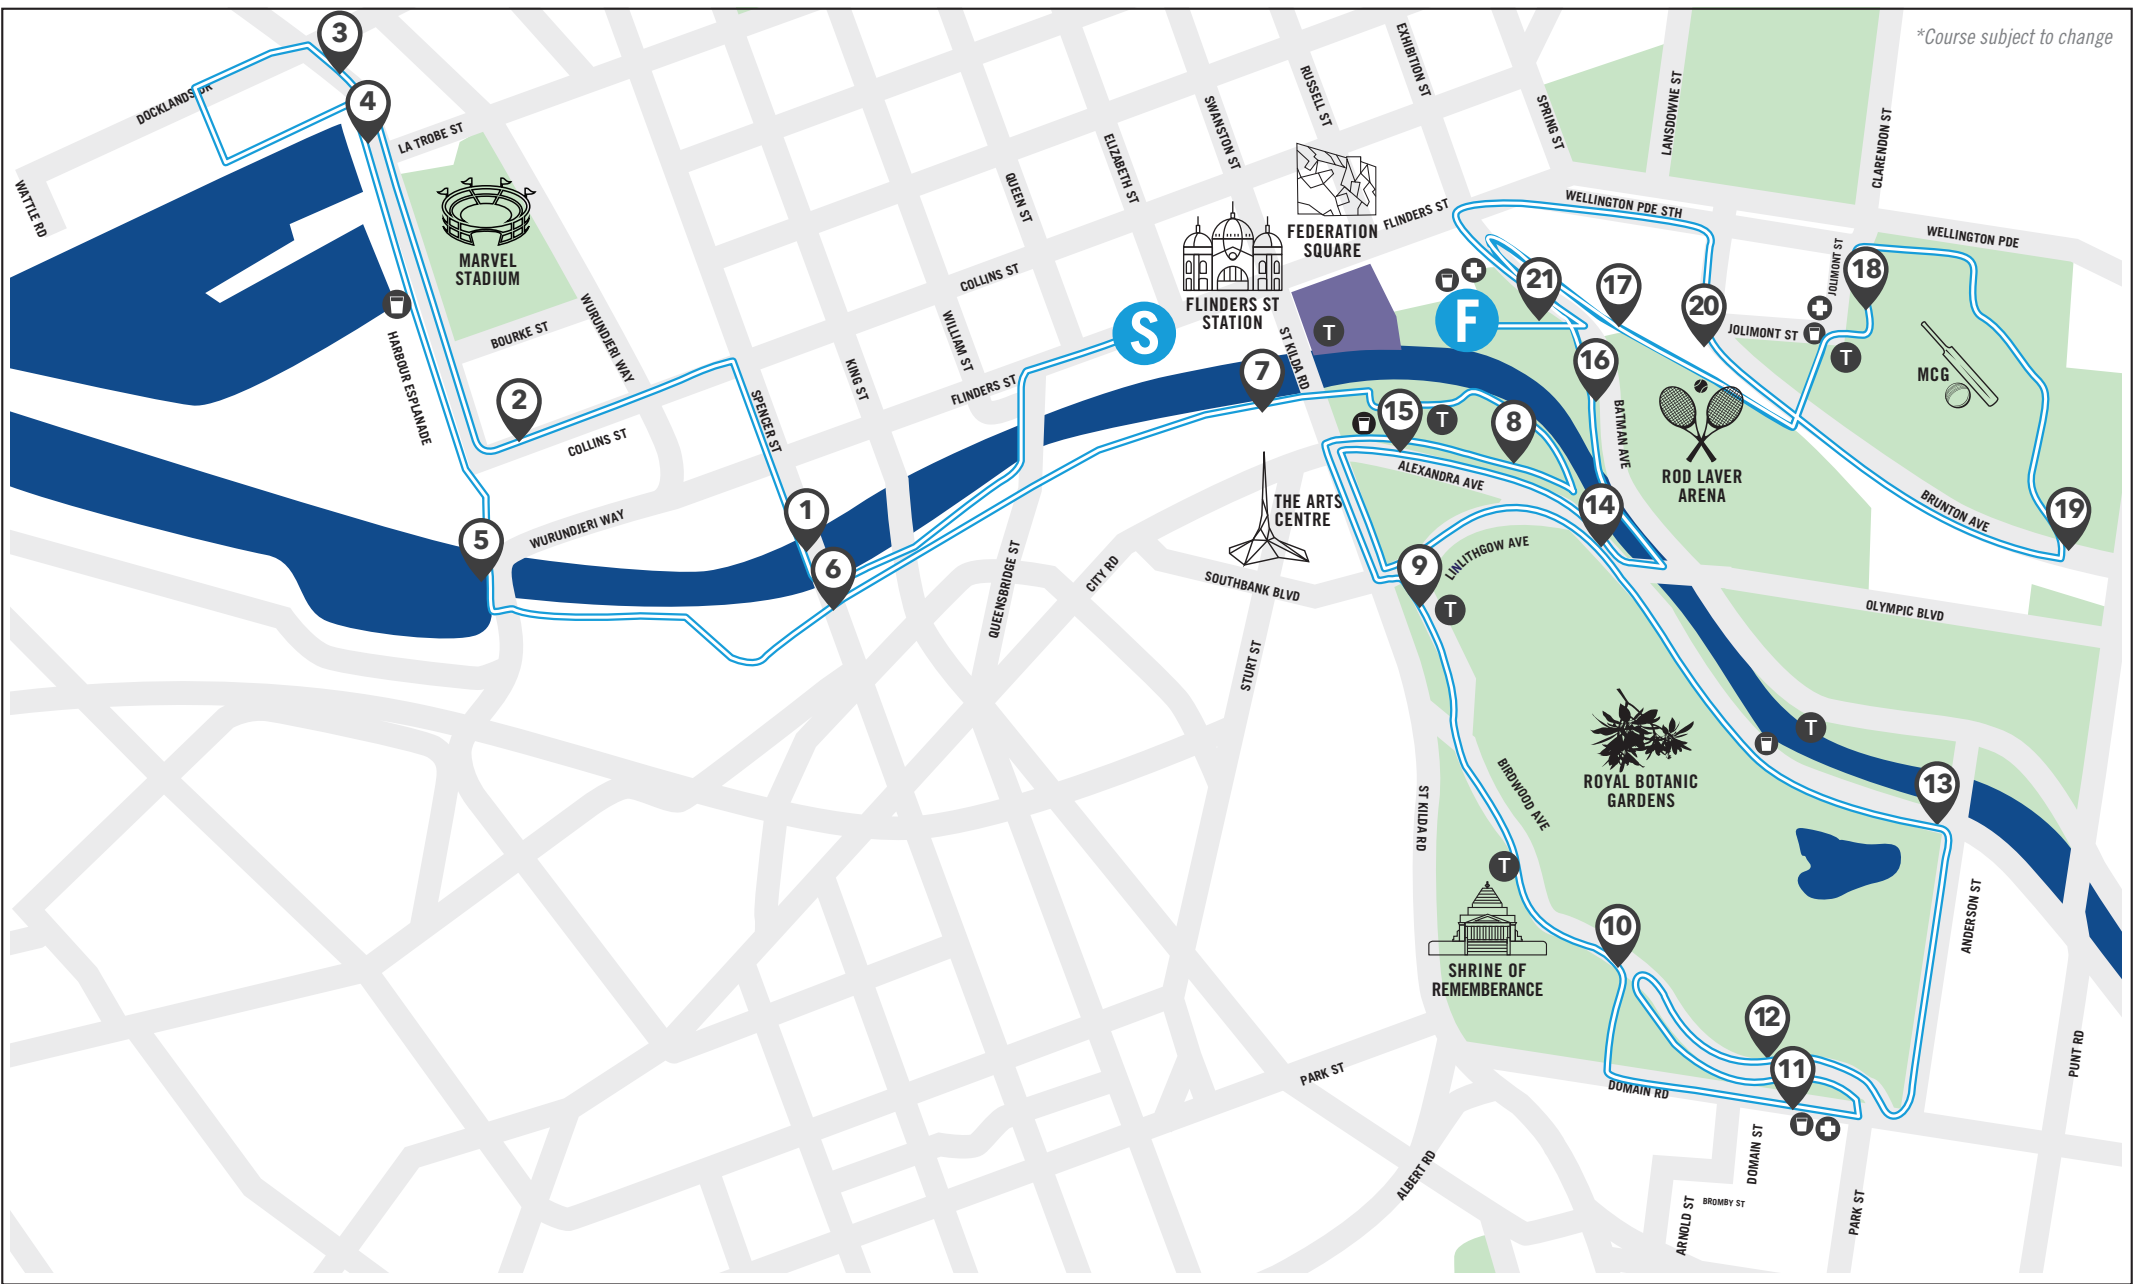 *Course subject to change
3
4
DOCKLANDS DR
LA TROBE ST
WATTLE RD
MARVEL
STADIUM
HARBOUR ESPLANADE
BOURKE ST
WURUNDJERI WAY
2
COLLINS ST
SPENCER ST
KING ST
WILLIAM ST
COLLINS ST
QUEEN ST
ELIZABETH ST
SWANSTON ST
RUSSELL ST
EXHIBITION ST
SPRING ST
LANSDOWNE ST
CLARENDON ST
FLINDERS ST
FEDERATION
SQUARE
FLINDERS ST
STATION
S
FLINDERS ST
ST KILDA RD
T
F
7
WELLINGTON PDE STH
WELLINGTON PDE
JOLIMONT ST
JOLIMONT ST
21
17
20
18
T
MCG
16
BATMAN AVE
ROD LAVER
ARENA
BRUNTON AVE
19
15
T
8
ALEXANDRA AVE
14
THE ARTS
CENTRE
1
WURUNDJERI WAY
5
6
QUEENSBRIDGE ST
CITY RD
SOUTHBANK BLVD
STURT ST
9
T
LINLITHGOW AVE
OLYMPIC BLVD
ROYAL BOTANIC
GARDENS
T
13
BIRDWOOD AVE
ST KILDA RD
T
SHRINE OF
REMEMBERANCE
10
ANDERSON ST
12
11
DOMAIN RD
PARK ST
PUNT RD
DOMAIN ST
ALBERT RD
ARNOLD ST
BROMBY ST
PARK ST